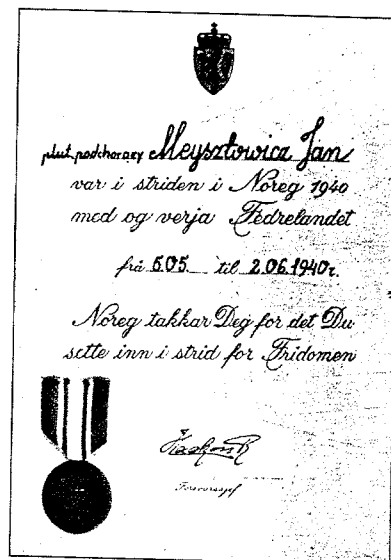 plut. podchorąży Meysztowicz Jan
var i striden i Noreg 1940
med og verja Fedrelandet
frå 6.05. til 2.06.1940r.
Noreg takkar Deg for det Du
sette inn i strid for Fridomen
Forsvarssjef